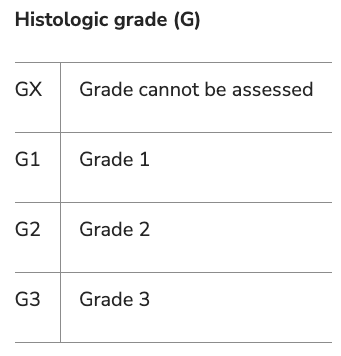 Histologic grade (G)
GX Grade cannot be assessed
G1 Grade 1
G2 Grade 2
G3 Grade 3